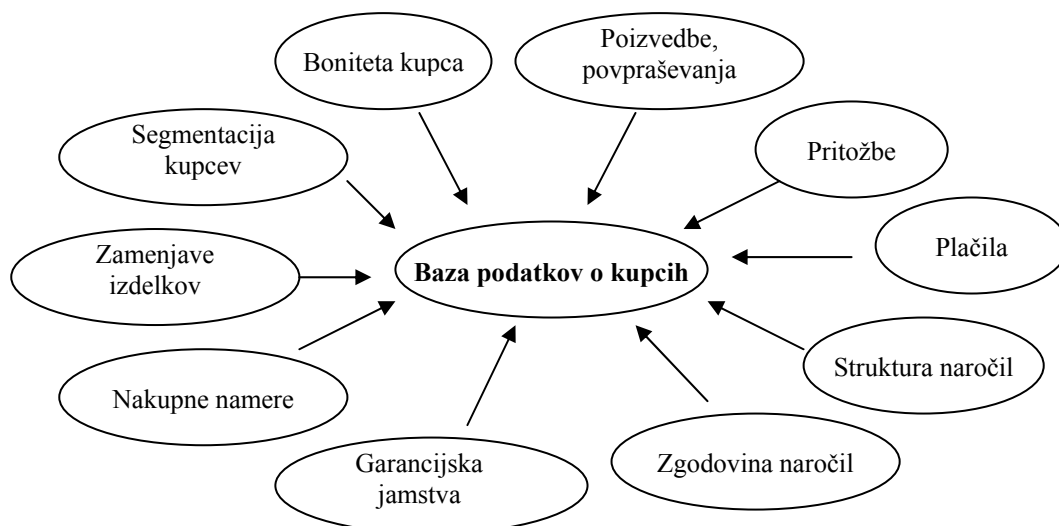 Boniteta kupca
Poizvedbe,
povpraševanja
Segmentacija
kupcev
Pritožbe
Zamenjave
izdelkov
Baza podatkov o kupcih
Plačila
Nakupne namere
Struktura naročil
Garancijska
jamstva
Zgodovina naročil